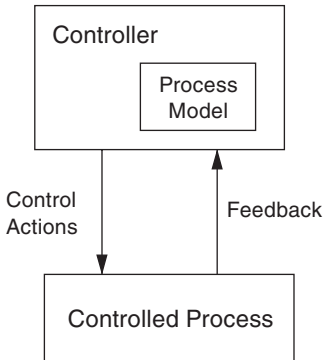 Controller
Process
Model
Control
Actions
Feedback
Controlled Process